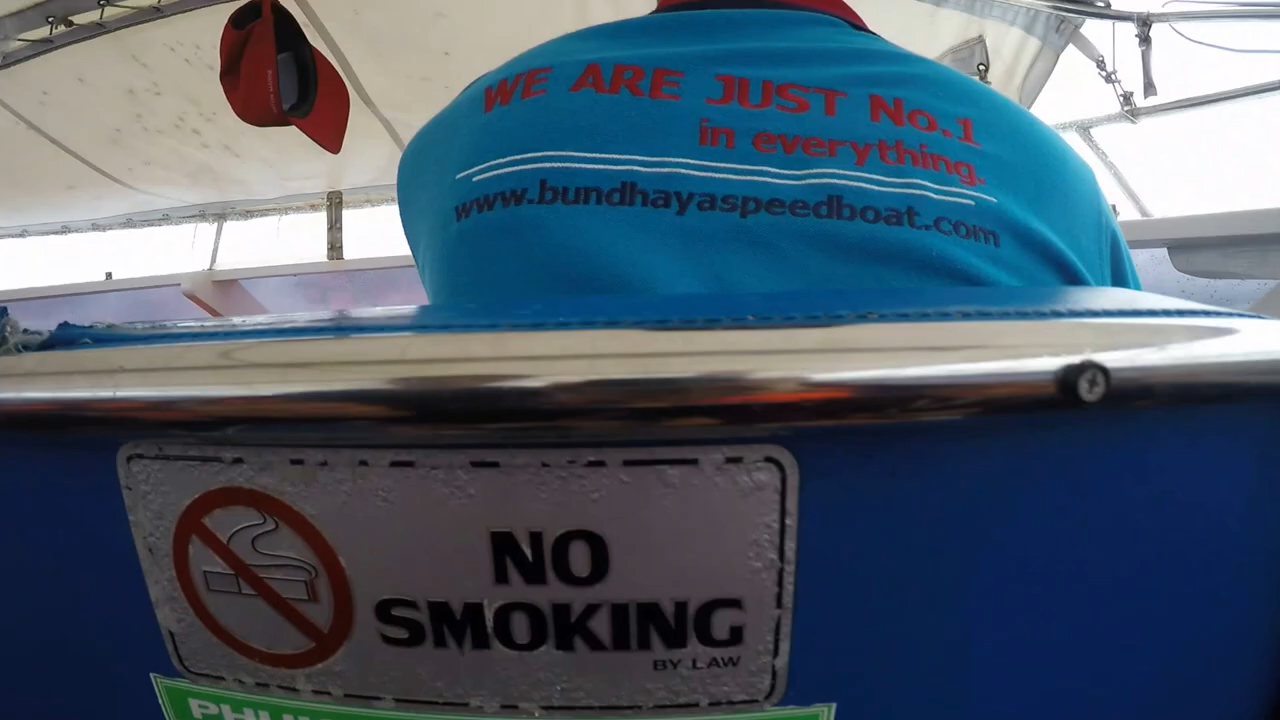 WE ARE JUST No.1
in everything.
www.bundhayaspeedboat.com
NO
SMOKING
BY LAW